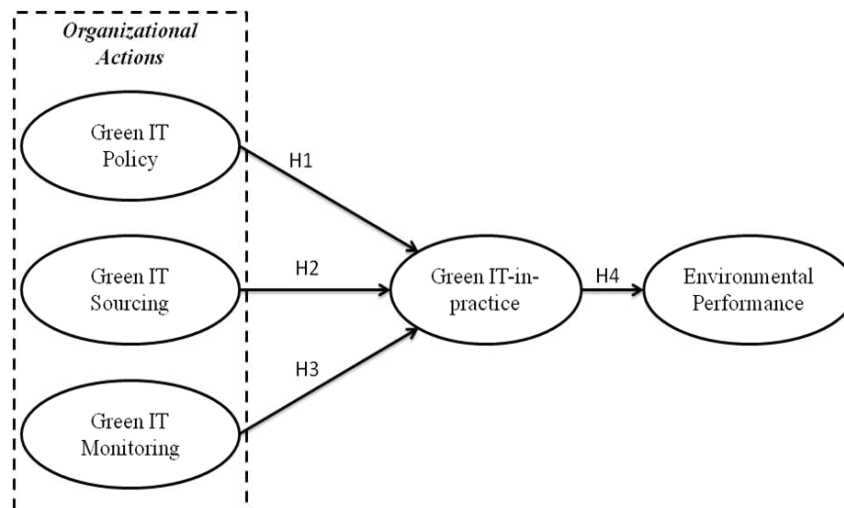 Organizational
Actions
Green IT
Policy
H1
Green IT
Sourcing
H2
Green IT-in-
practice
H4
Environmental
Performance
H3
Green IT
Monitoring